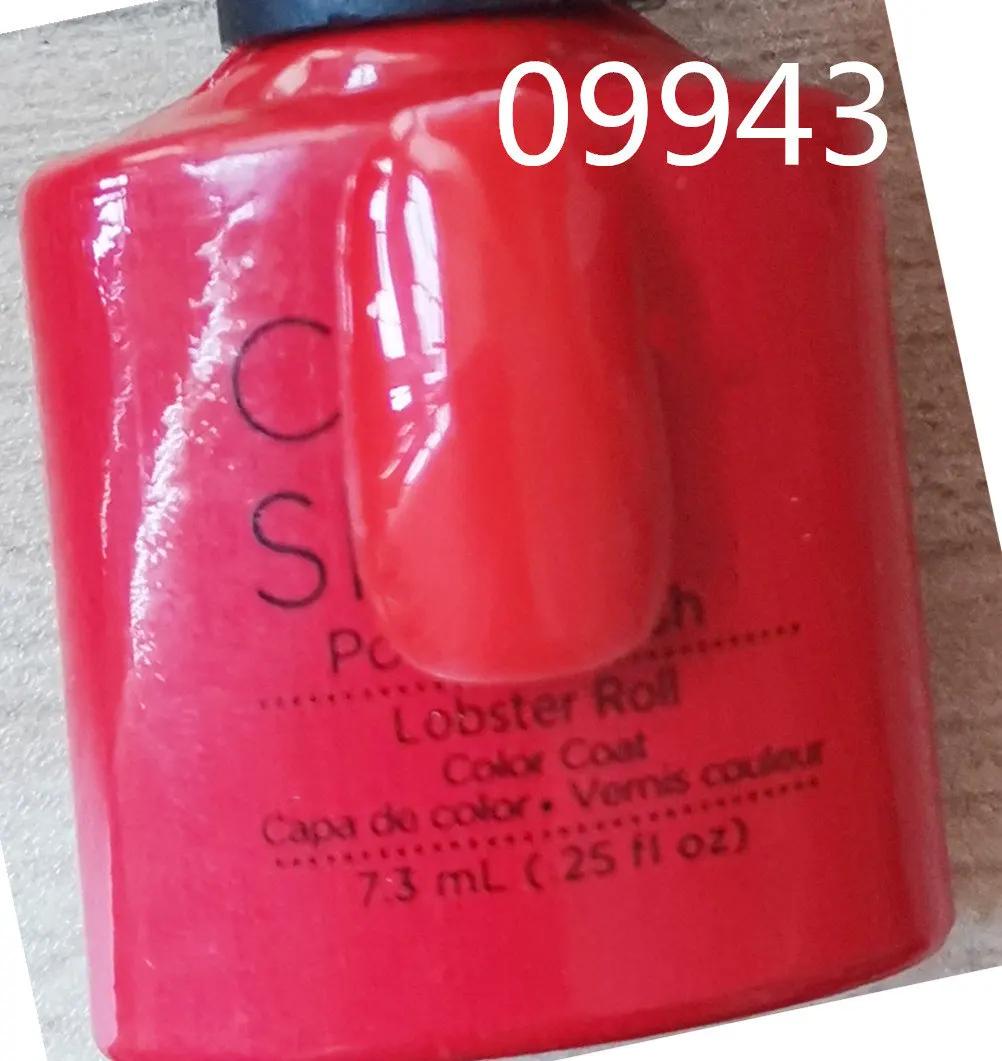 09943
Lobster Roll
Color Coat
Capa de color • Vernis couleur
7.3 mL (.25 fl oz)